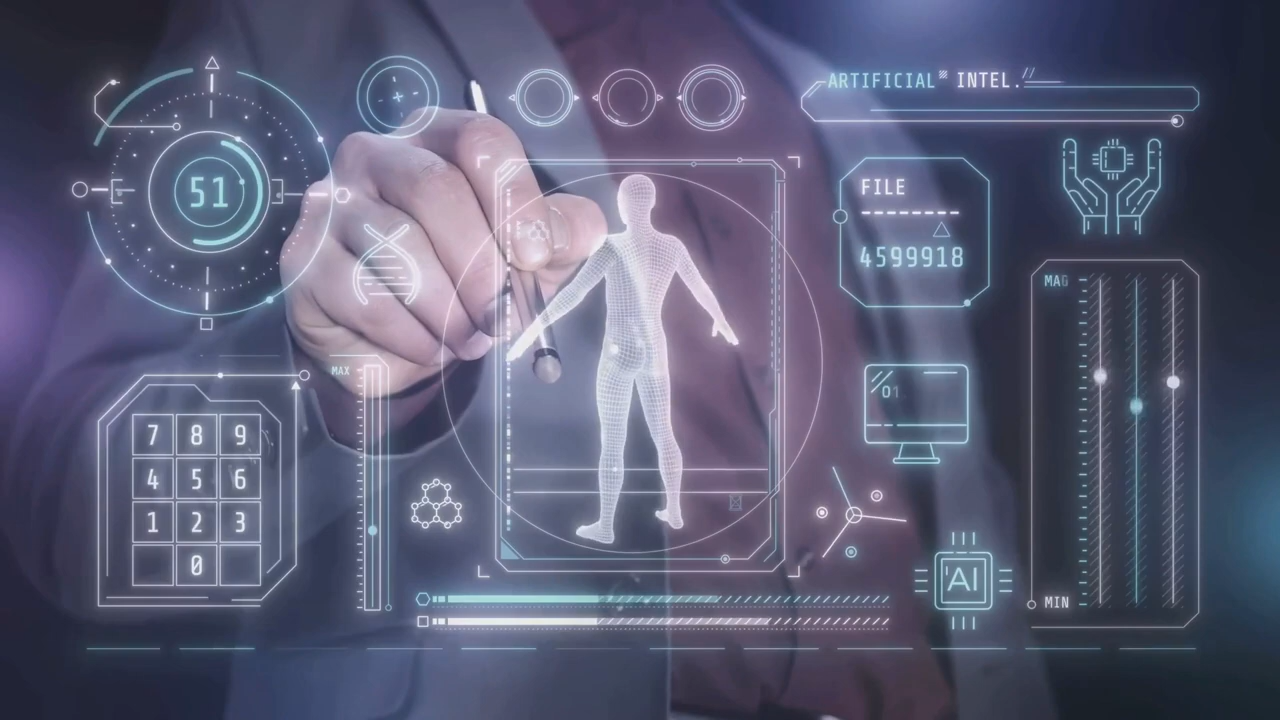 ARTIFICIAL INTEL.
51
FILE
4599918
MAG
MAX
01
7 8 9
4 5 6
1 2 3
0
AI
MIN